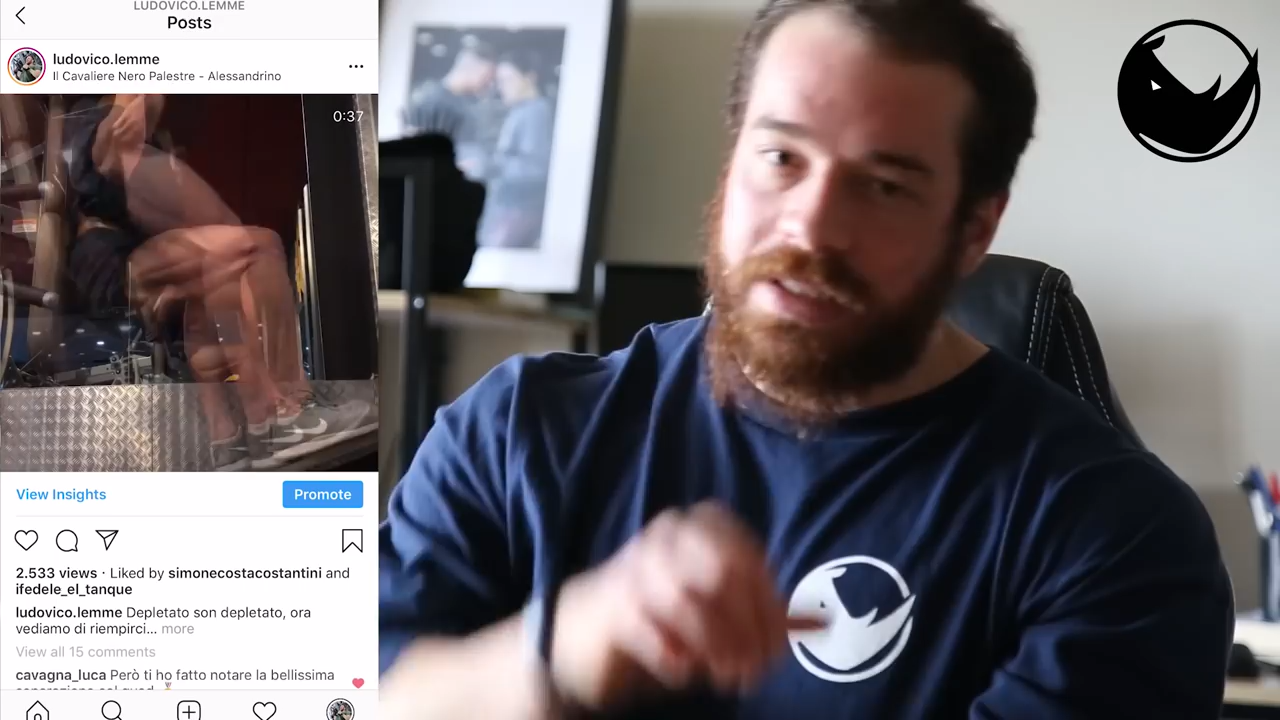 LUDOVICO.LEMME
Posts
ludovico.lemme
Il Cavaliere Nero Palestre - Alessandrino
0:37
View Insights
Promote
2.533 views · Liked by simonecostacostantini and
ifedele_el_tanque
ludovico.lemme Depletato son depletato, ora
vediamo di riempirci... more
View all 15 comments
cavagna_luca Però ti ho fatto notare la bellissima